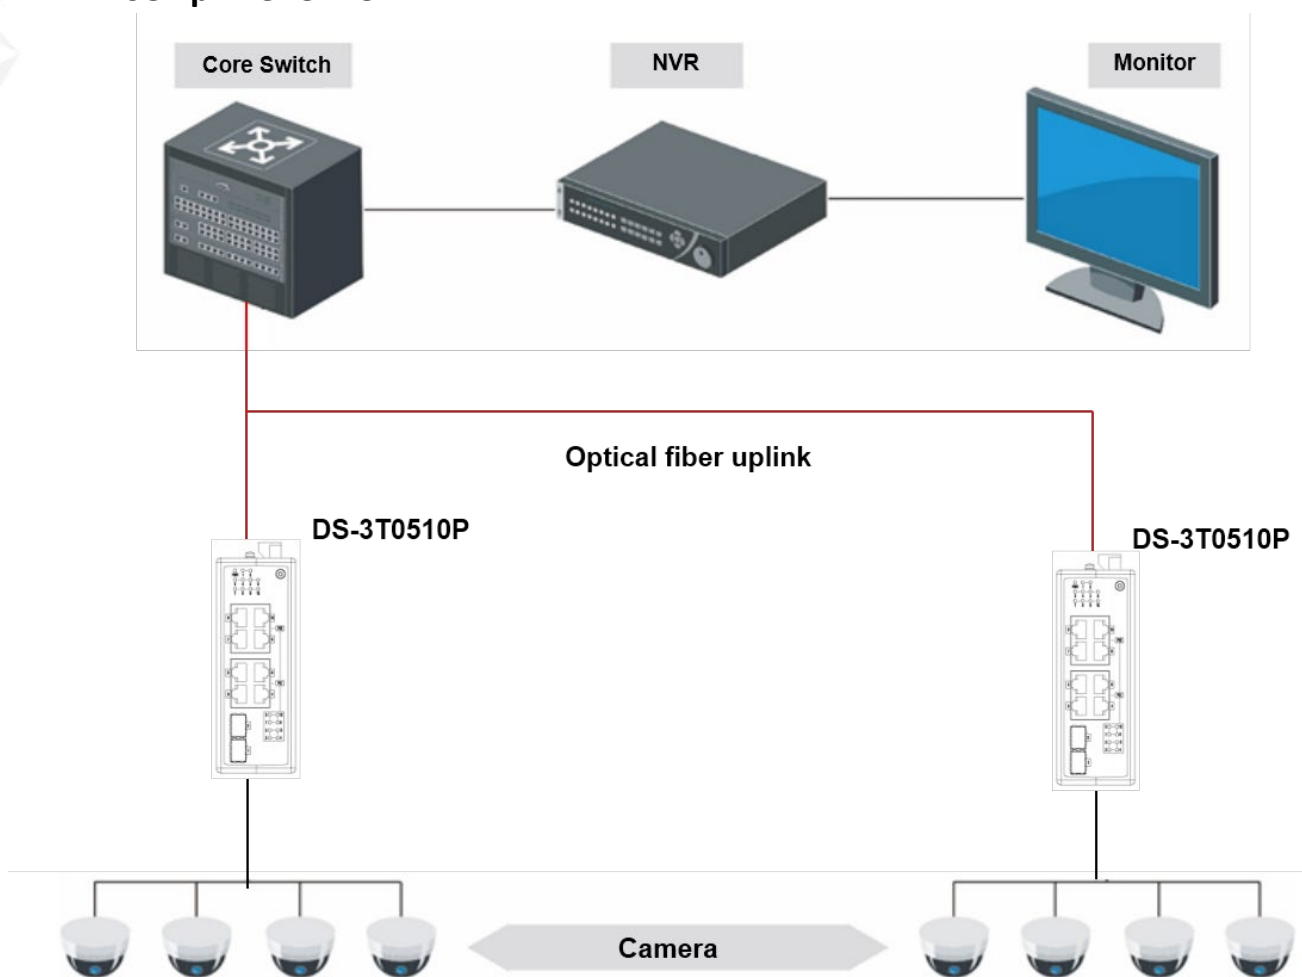 Core Switch
NVR
Monitor
Optical fiber uplink
DS-3T0510P
DS-3T0510P
Camera